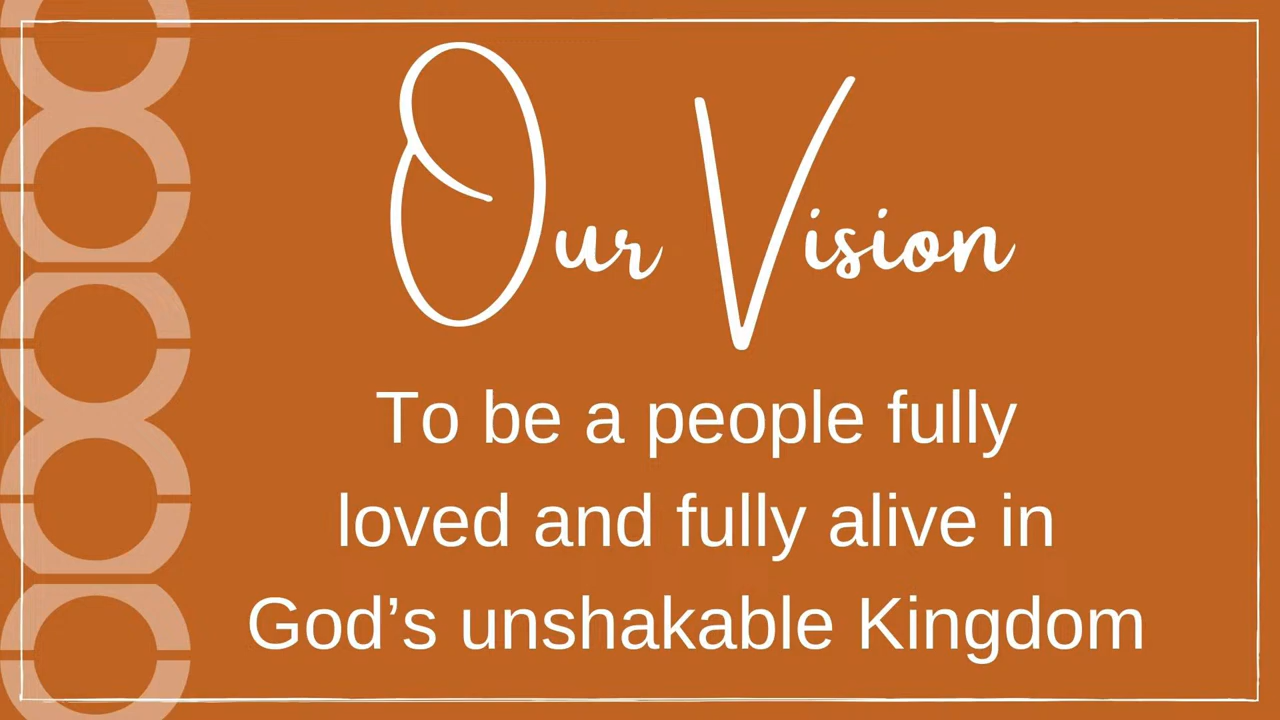 Our Vision
To be a people fully
loved and fully alive in
God’s unshakable Kingdom